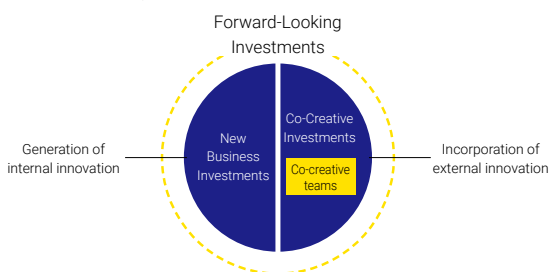 Forward-Looking
Investments
Generation of
internal innovation
New
Business
Investments
Co-Creative
Investments
Co-creative
teams
Incorporation of
external innovation